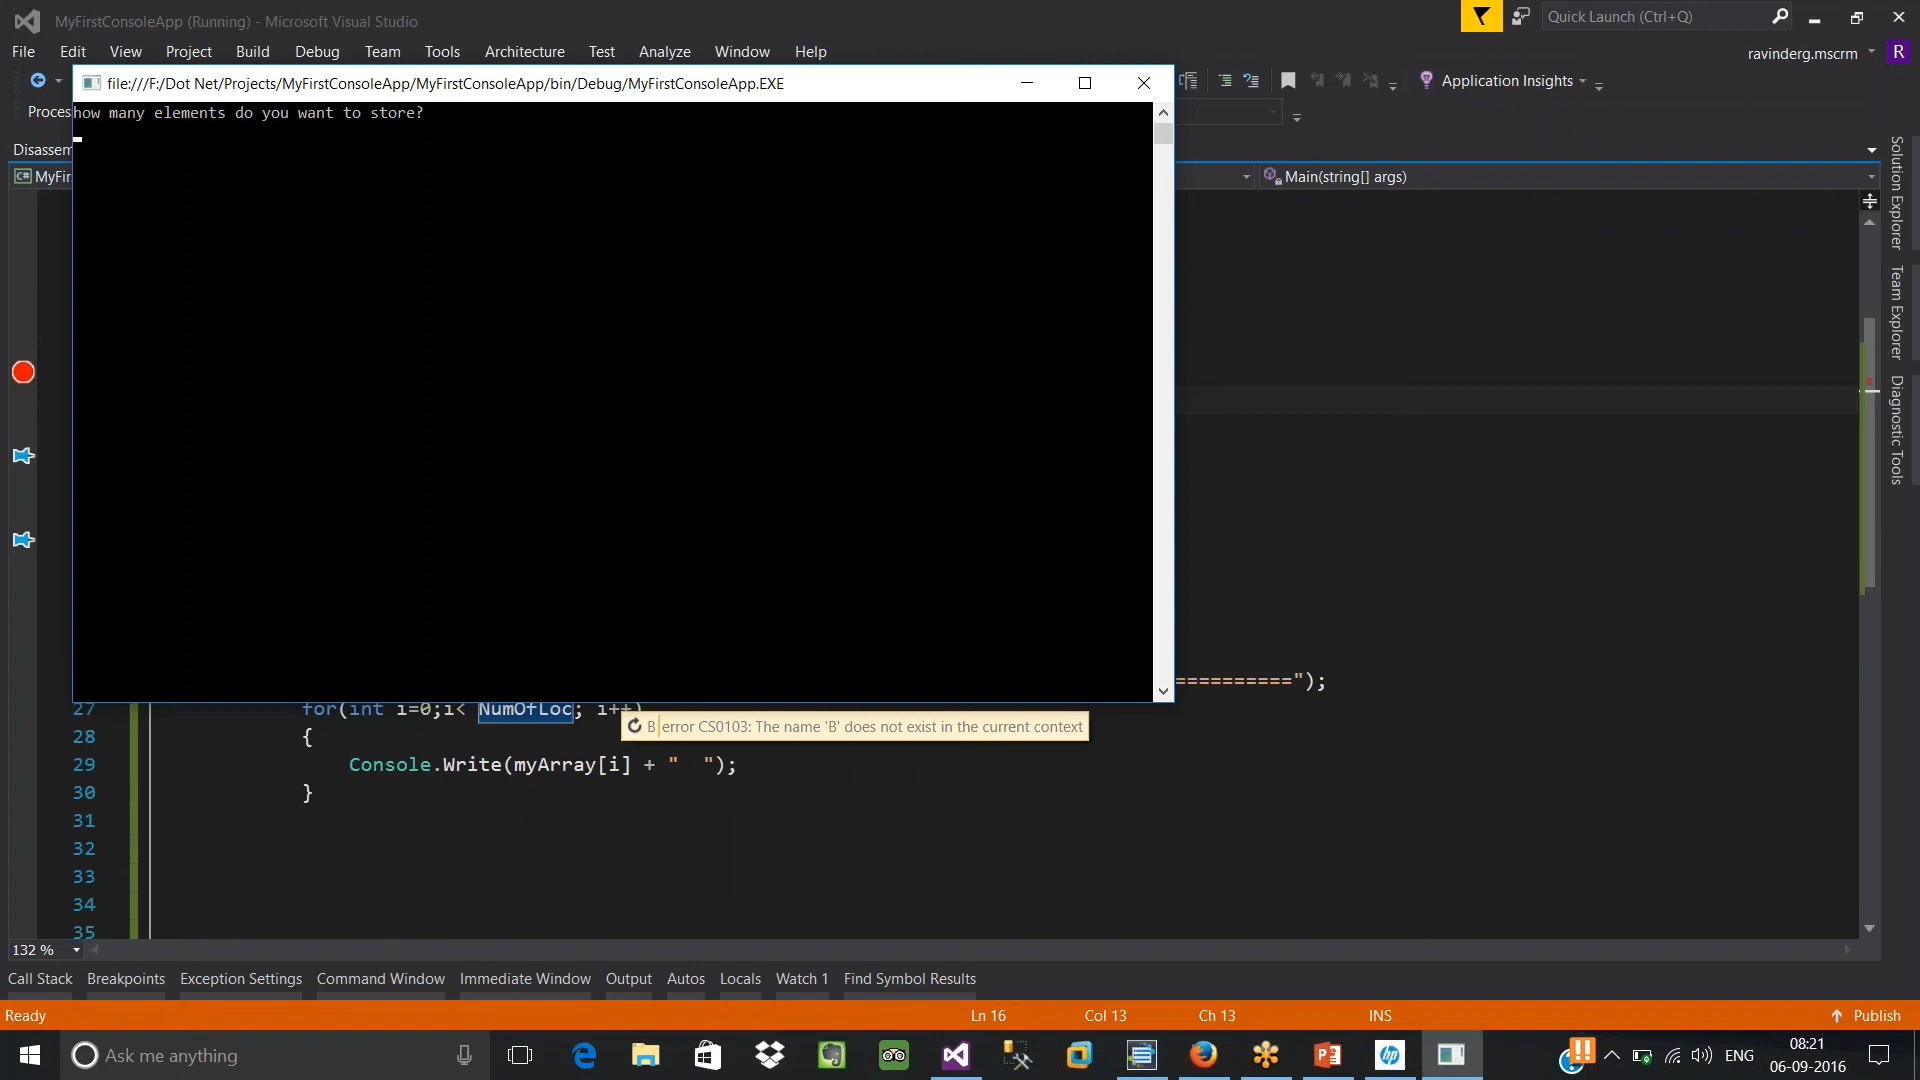 MyFirstConsoleApp (Running) - Microsoft Visual Studio
Quick Launch (Ctrl+Q)
File Edit View Project Build Debug Team Tools Architecture Test Analyze Window Help
ravinderg.mscrm R
file:///F:/Dot Net/Projects/MyFirstConsoleApp/MyFirstConsoleApp/bin/Debug/MyFirstConsoleApp.EXE
Application Insights
Proces
how many elements do you want to store?
Disassem
C# MyFir
Main(string[] args)
Solution Explorer
Team Explorer
Diagnostic Tools
==========");
27 for(int i=0;i< NumOfLoc; i++)
B error CS0103: The name 'B' does not exist in the current context
28 {
29 Console.Write(myArray[i] + "  ");
30 }
31
32
33
34
35
132 %
Call Stack Breakpoints Exception Settings Command Window Immediate Window Output Autos Locals Watch 1 Find Symbol Results
Ready Ln 16 Col 13 Ch 13 INS Publish
Ask me anything
ENG
08:21
06-09-2016